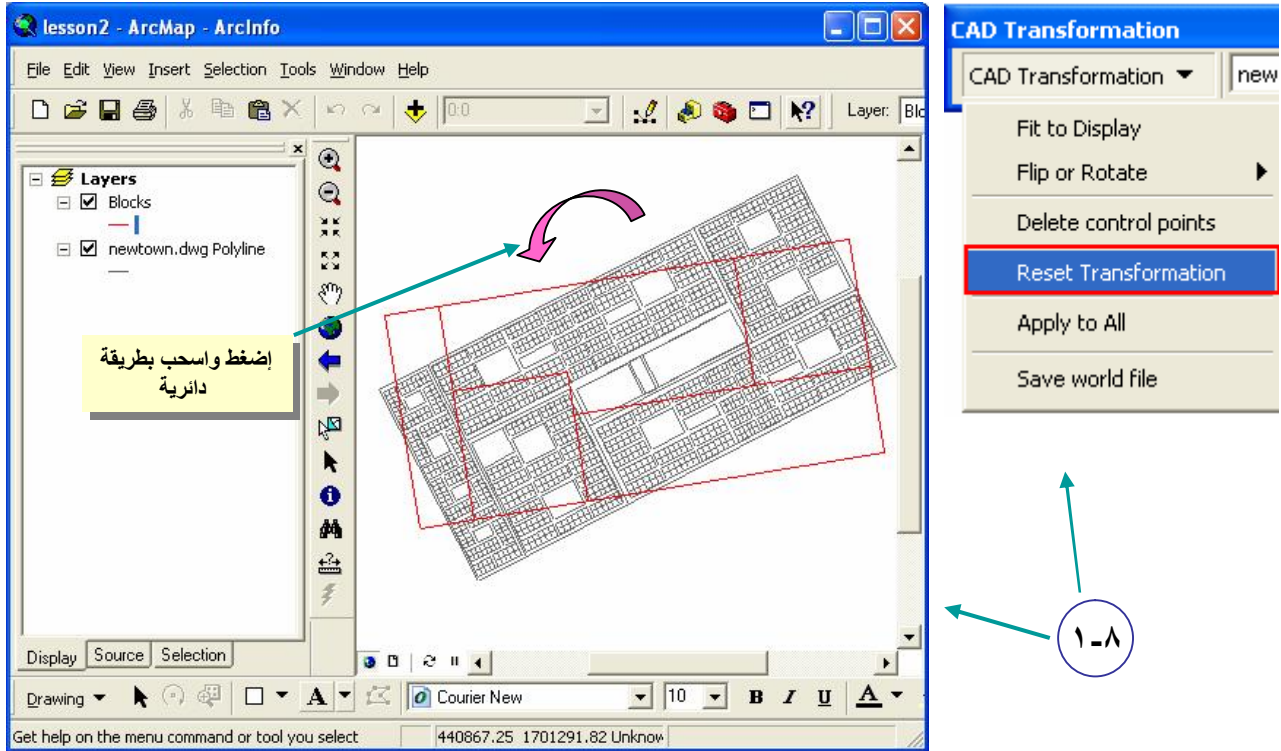 lesson2 - ArcMap - ArcInfo
File Edit View Insert Selection Tools Window Help
0:0
Layer:
Layers
Blocks
newtown.dwg Polyline
إضغط واسحب بطريقة
دائرية
Display Source Selection
Drawing A Courier New 10 B I U A
Get help on the menu command or tool you select 440867.25 1701291.82 Unknow
CAD Transformation
CAD Transformation new
Fit to Display
Flip or Rotate
Delete control points
Reset Transformation
Apply to All
Save world file
١-٨